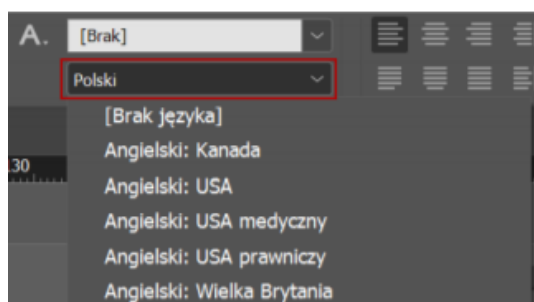 A. [Brak]
Polski
[Brak języka]
Angielski: Kanada
30
Angielski: USA
Angielski: USA medyczny
Angielski: USA prawniczy
Angielski: Wielka Brytania